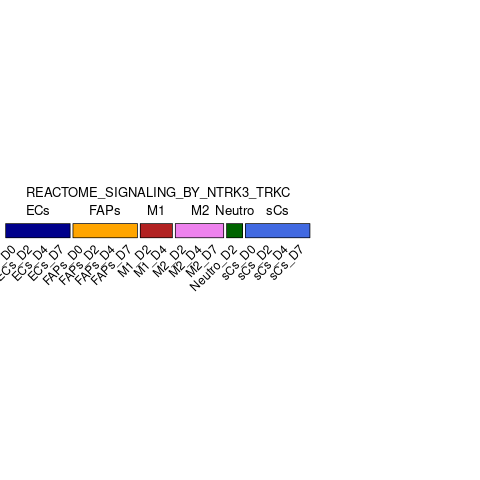 REACTOME_SIGNALING_BY_NTRK3_TRKC
ECs FAPs M1 M2 Neutro sCs
ECs_D0
ECs_D2
ECs_D4
ECs_D7
FAPs_D0
FAPs_D2
FAPs_D4
FAPs_D7
M1_D2
M1_D4
M2_D2
M2_D4
M2_D7
Neutro_D2
sCs_D0
sCs_D2
sCs_D4
sCs_D7